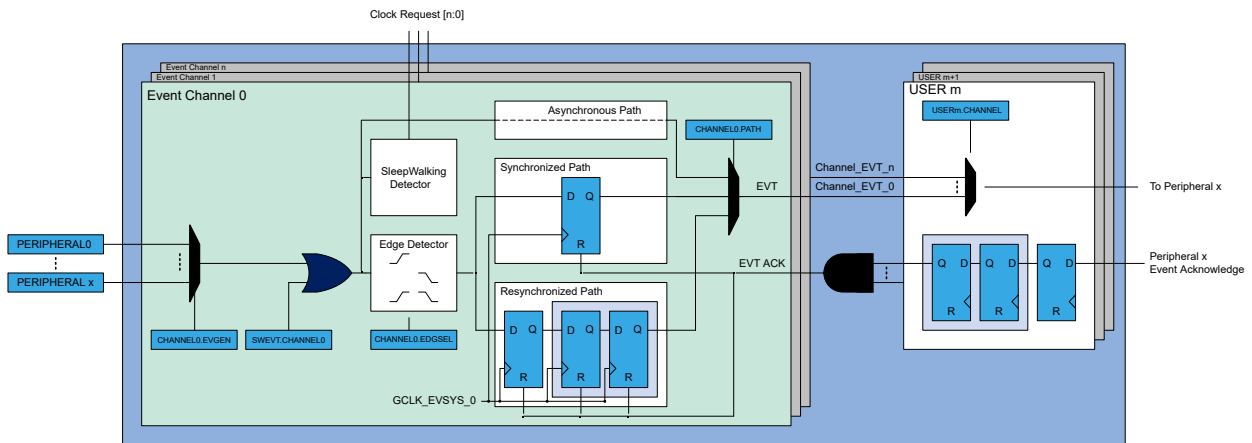 Clock Request [n:0]
Event Channel n
Event Channel 1
Event Channel 0
USER m+1
USER m
Asynchronous Path
CHANNEL0.PATH
USERm.CHANNEL
SleepWalking
Detector
Synchronized Path
D Q
R
EVT
Channel_EVT_n
Channel_EVT_0
To Peripheral x
PERIPHERAL0
PERIPHERAL x
Edge Detector
EVT ACK
Q D
R
Q D
R
Q D
R
Peripheral x
Event Acknowledge
Resynchronized Path
D Q
R
D Q
R
D Q
R
CHANNEL0.EVGEN
SWEVT.CHANNEL0
CHANNEL0.EDGSEL
GCLK_EVSYS_0